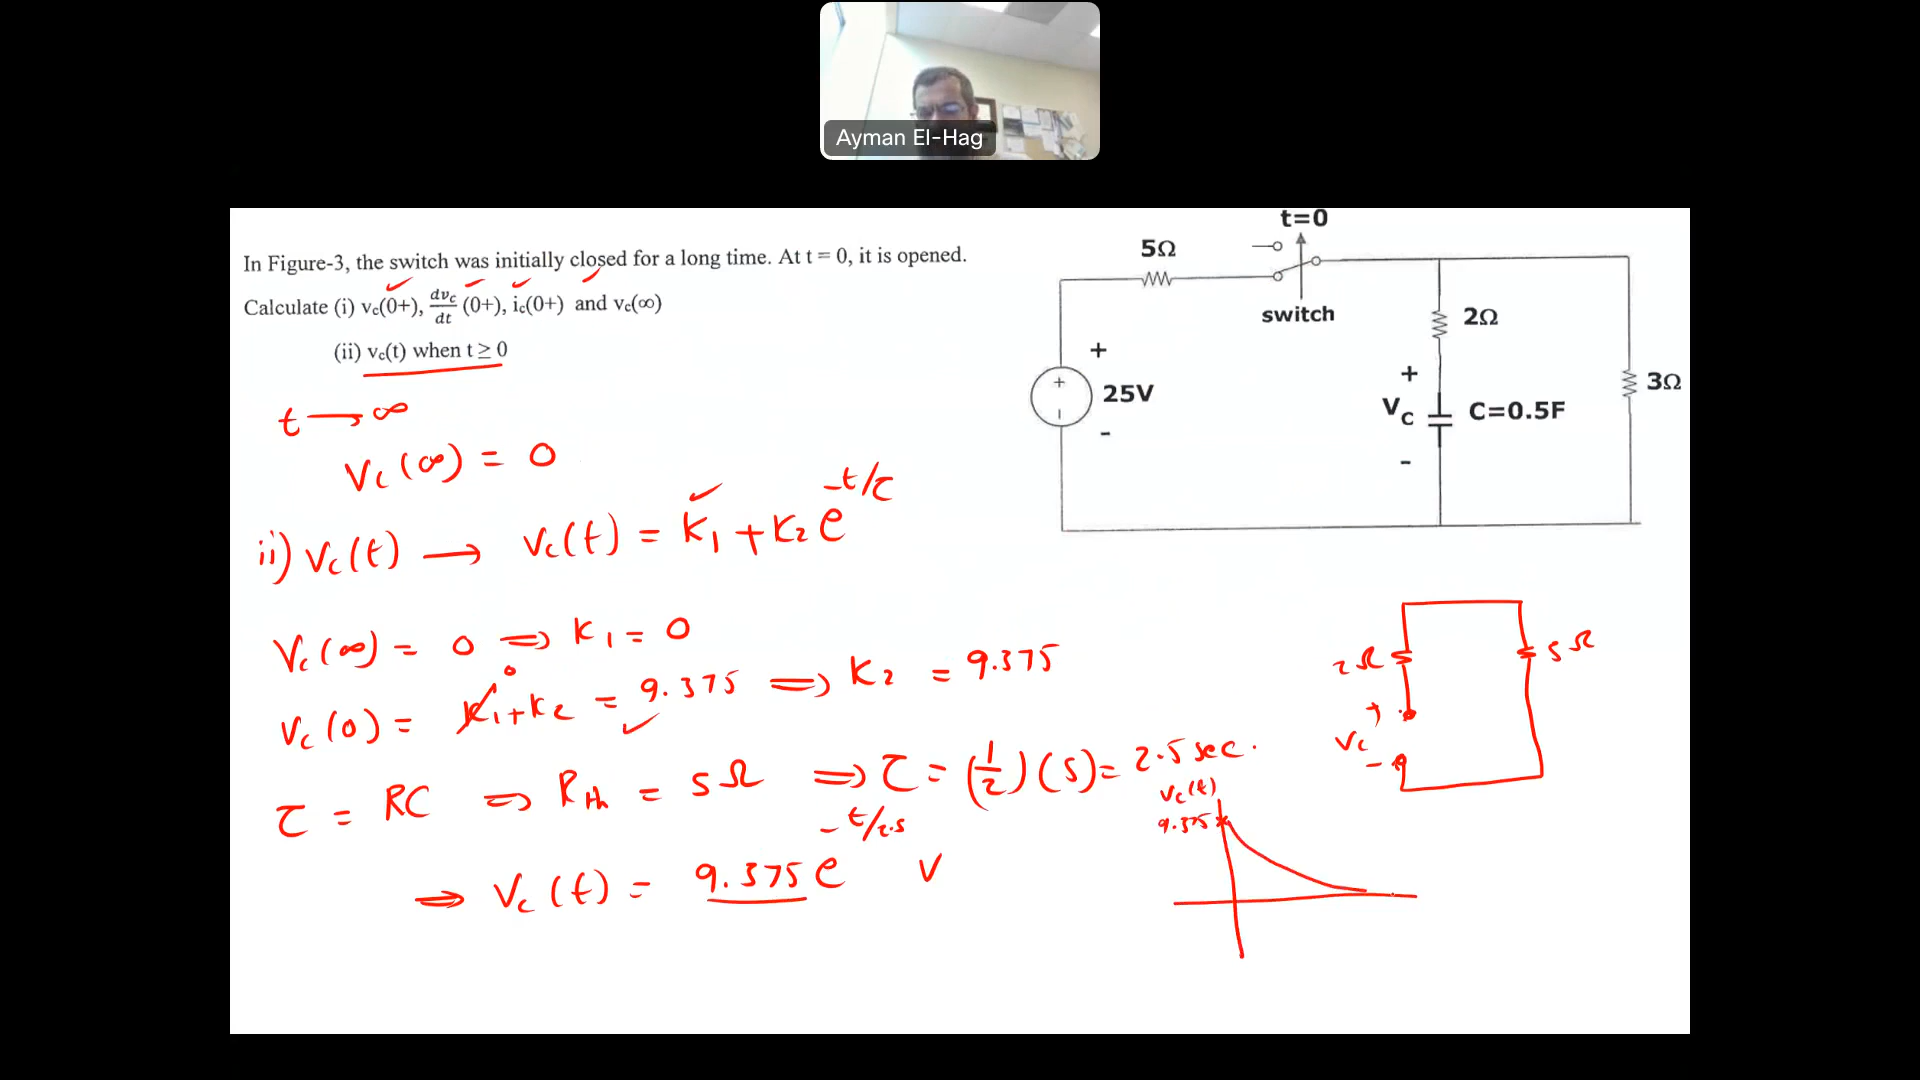 Ayman El-Hag
In Figure-3, the switch was initially closed for a long time. At t = 0, it is opened.
Calculate (i) vc(0+), dvc/dt (0+), ic(0+) and vc(∞)
(ii) vc(t) when t ≥ 0
t=0
5Ω
switch
2Ω
+
25V
-
+
Vc
-
C=0.5F
3Ω
t → ∞
Vc(∞) = 0
ii) Vc(t) → Vc(t) = K1 + K2 e^-t/τ
Vc(∞) = 0 ⇒ K1 = 0
Vc(0) = K1 + K2 = 9.375 ⇒ K2 = 9.375
0
τ = RC ⇒ Rth = 5Ω ⇒ τ = (1/2)(5) = 2.5 sec.
⇒ Vc(t) = 9.375 e^-t/2.5 V
2Ω
5Ω
+
Vc
-
Vc(t)
9.375